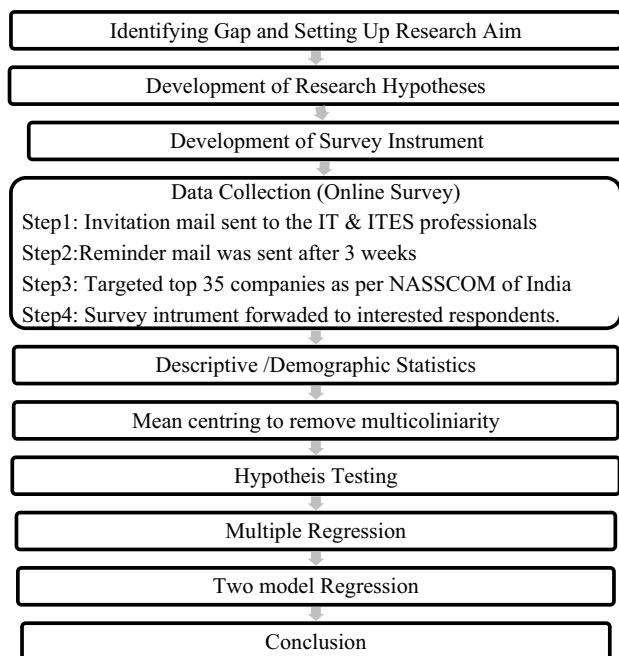 Identifying Gap and Setting Up Research Aim
Development of Research Hypotheses
Development of Survey Instrument
Data Collection (Online Survey)
Step1: Invitation mail sent to the IT & ITES professionals
Step2:Reminder mail was sent after 3 weeks
Step3: Targeted top 35 companies as per NASSCOM of India
Step4: Survey intrument forwaded to interested respondents.
Descriptive /Demographic Statistics
Mean centring to remove multicoliniarity
Hypotheis Testing
Multiple Regression
Two model Regression
Conclusion